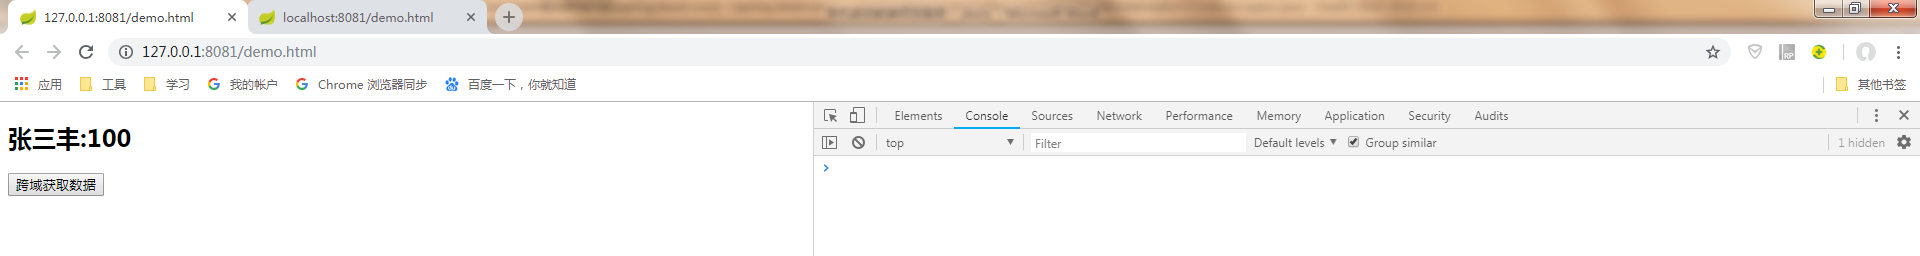 127.0.0.1:8081/demo.html localhost:8081/demo.html
127.0.0.1:8081/demo.html RP
应用 工具 学习 我的帐户 Chrome 浏览器同步 百度一下，你就知道 其他书签
Elements Console Sources Network Performance Memory Application Security Audits
top Filter Default levels Group similar 1 hidden
张三丰:100
跨域获取数据